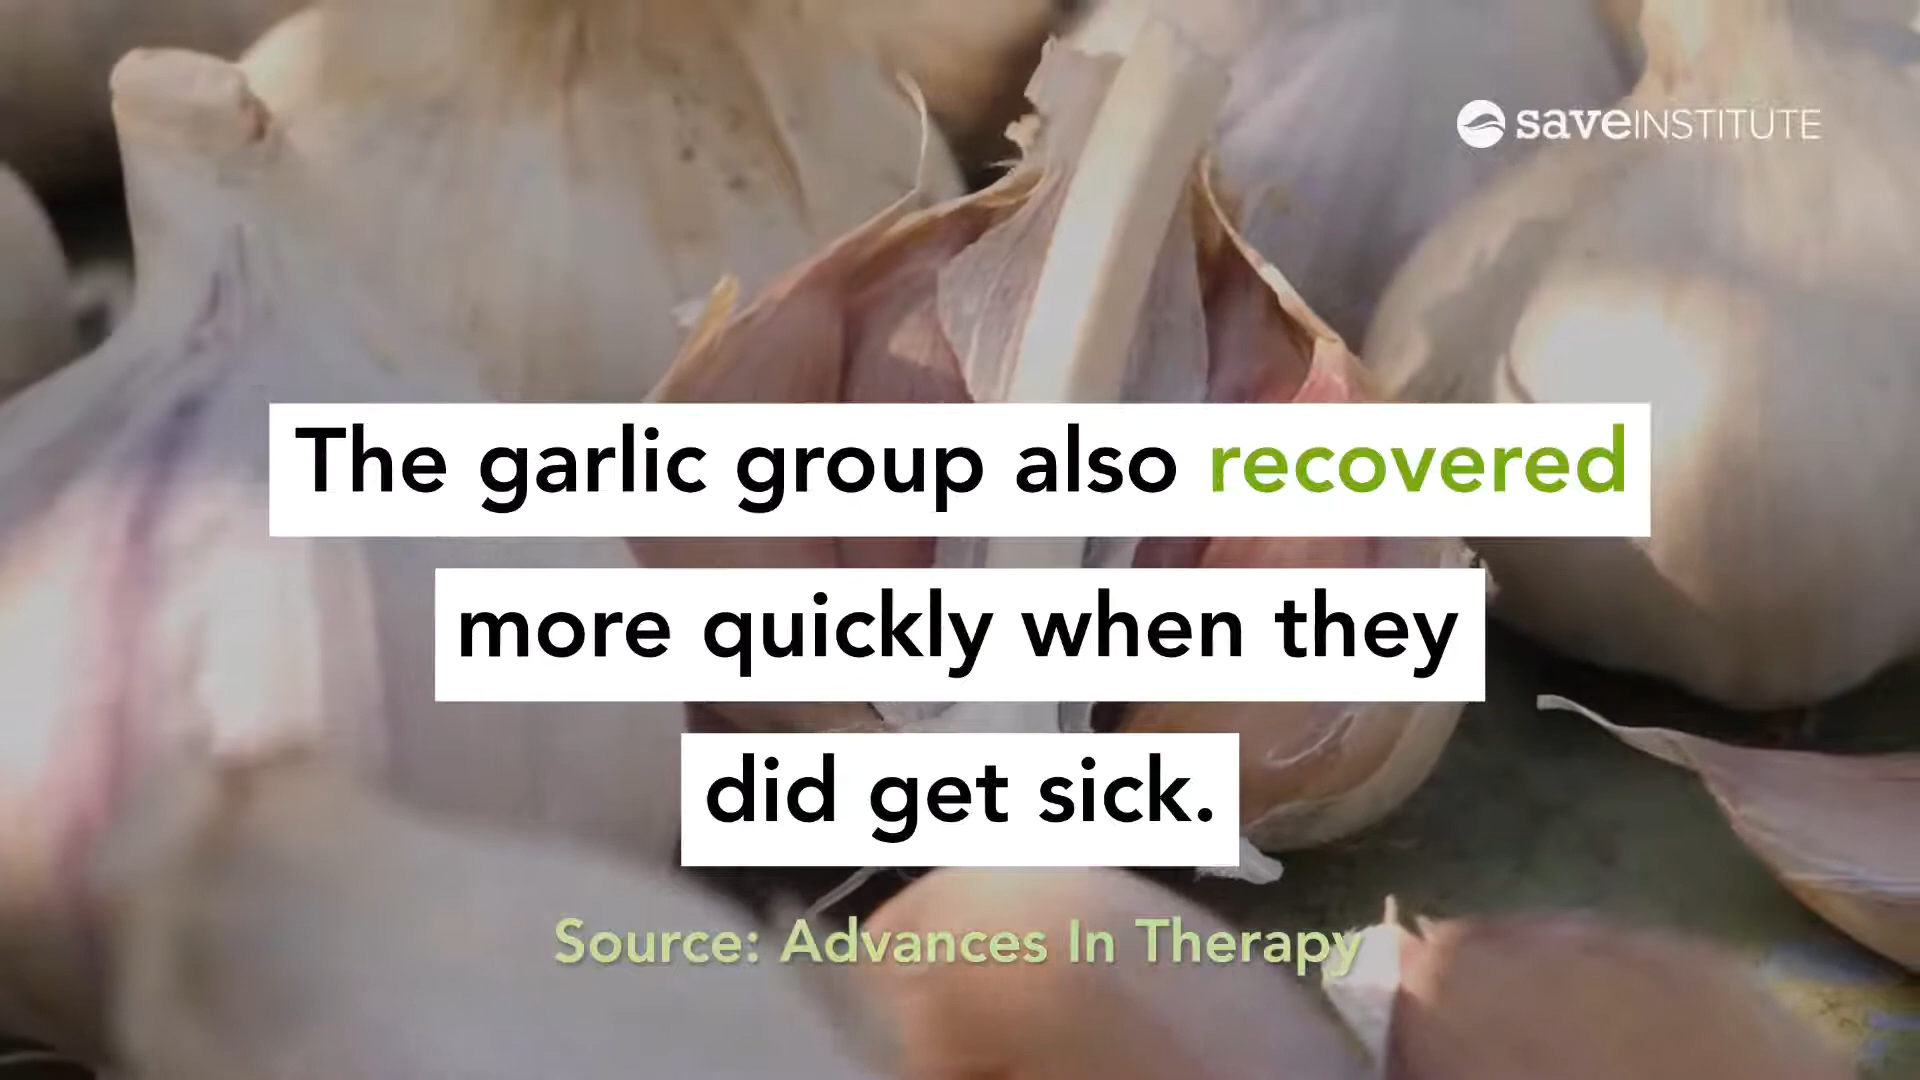 saveINSTITUTE
The garlic group also recovered
more quickly when they
did get sick.
Source: Advances In Therapy